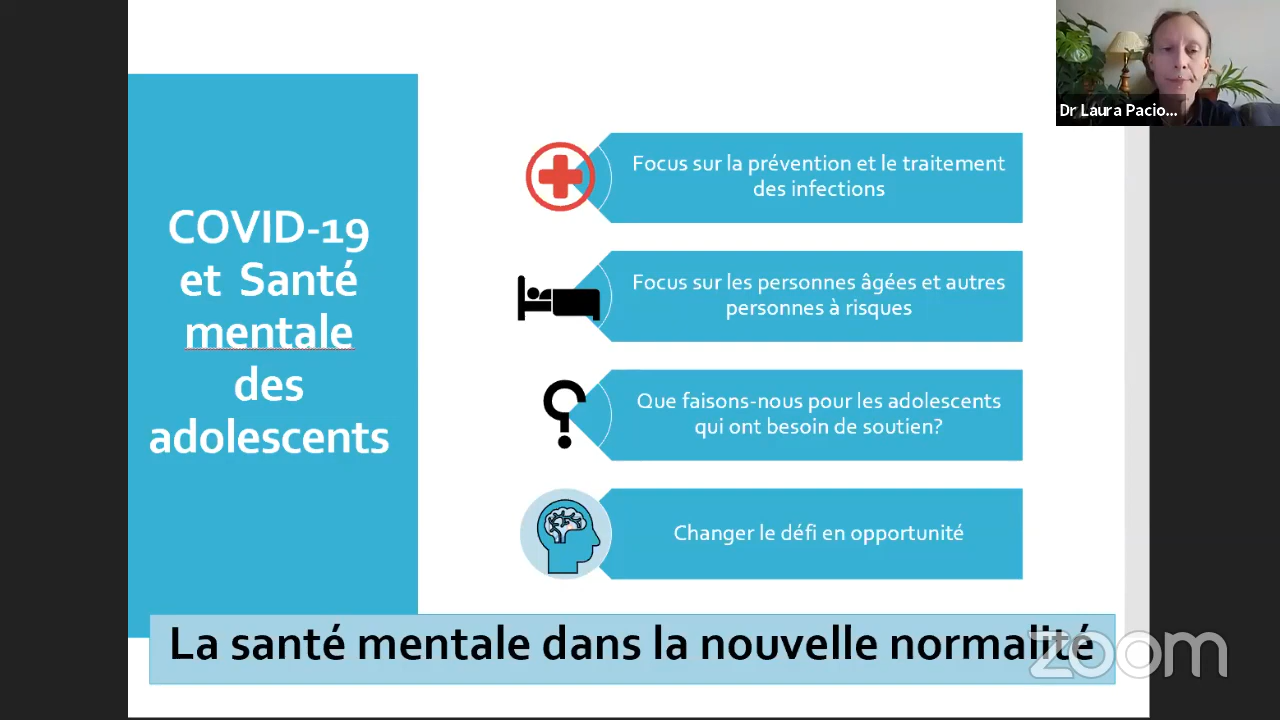 Dr Laura Pacio...
COVID-19
et Santé
mentale
des
adolescents
Focus sur la prévention et le traitement
des infections
Focus sur les personnes âgées et autres
personnes à risques
Que faisons-nous pour les adolescents
qui ont besoin de soutien?
Changer le défi en opportunité
La santé mentale dans la nouvelle normalité
zoom